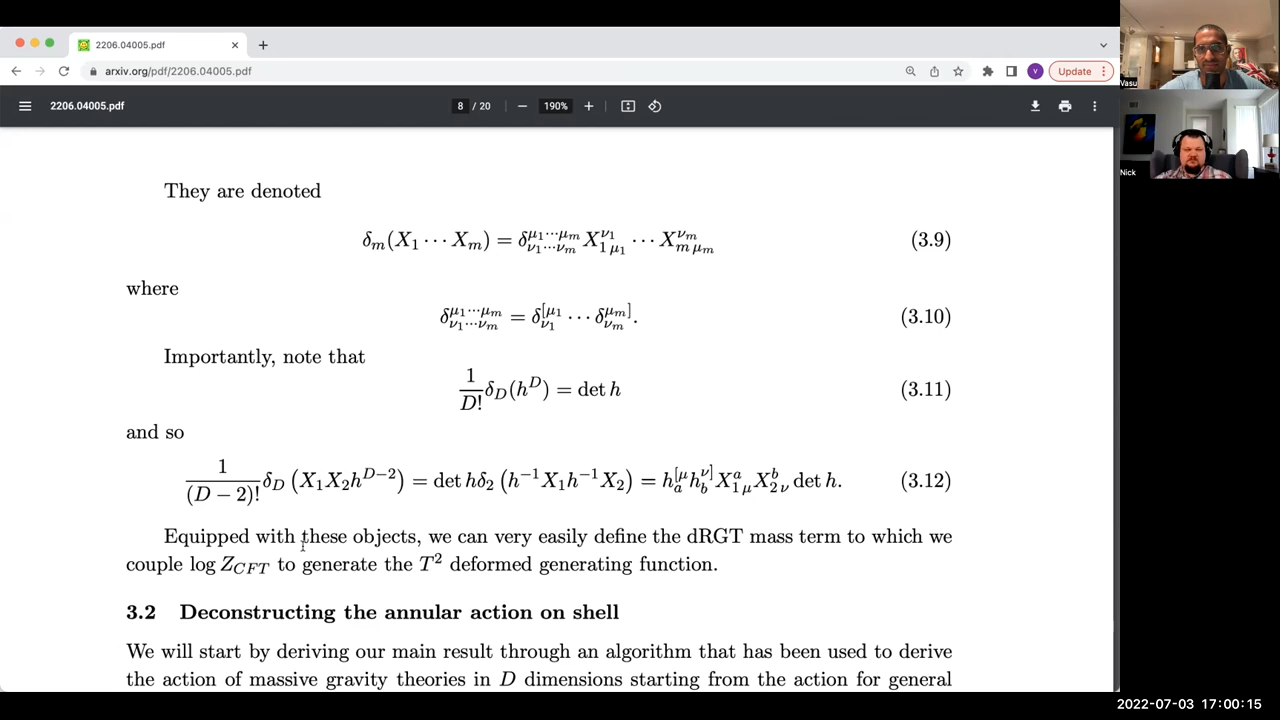 2206.04005.pdf
arxiv.org/pdf/2206.04005.pdf
V
Update
Vasu
2206.04005.pdf
8 / 20
190%
Nick
They are denoted
δ_m(X_1 ⋯ X_m) = δ^{μ_1⋯μ_m}_{ν_1⋯ν_m} X^{ν_1}_{1 μ_1} ⋯ X^{ν_m}_{m μ_m} (3.9)
where
δ^{μ_1⋯μ_m}_{ν_1⋯ν_m} = δ^{[μ_1}_{ν_1} ⋯ δ^{μ_m]}_{ν_m}. (3.10)
Importantly, note that
1/D! δ_D(h^D) = det h (3.11)
and so
1/(D − 2)! δ_D (X_1X_2h^{D−2}) = det hδ_2 (h^{−1}X_1h^{−1}X_2) = h^{[μ}_a h^{ν]}_b X^a_{1 μ} X^b_{2 ν} det h. (3.12)
Equipped with these objects, we can very easily define the dRGT mass term to which we
couple log Z_{CFT} to generate the T^2 deformed generating function.
3.2 Deconstructing the annular action on shell
We will start by deriving our main result through an algorithm that has been used to derive
the action of massive gravity theories in D dimensions starting from the action for general
2022-07-03 17:00:15